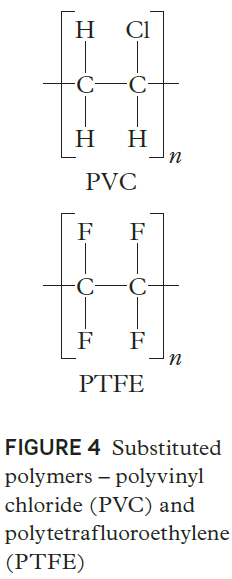 H Cl
C C
H H
n
PVC
F F
C C
F F
n
PTFE
FIGURE 4 Substituted
polymers – polyvinyl
chloride (PVC) and
polytetrafluoroethylene
(PTFE)